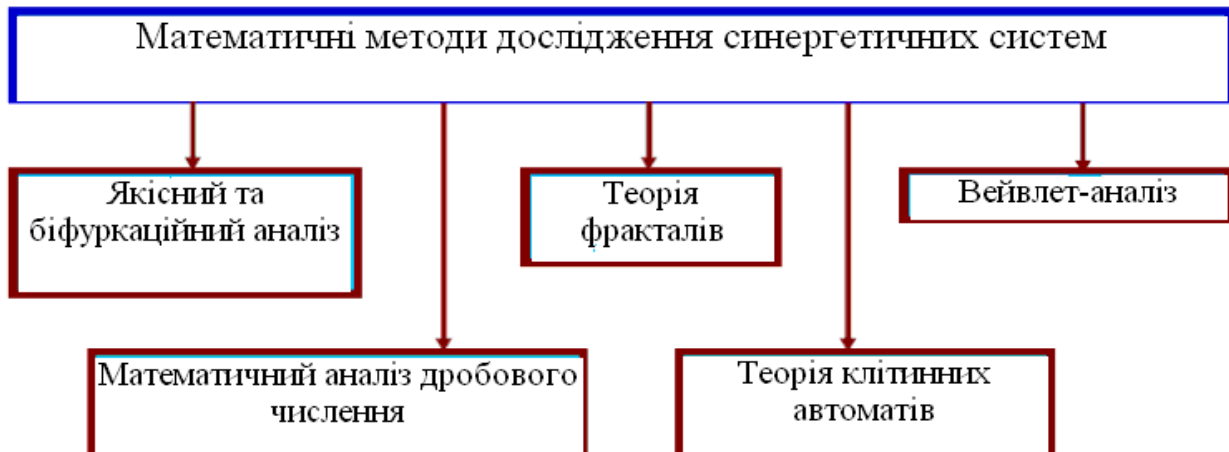 Математичні методи дослідження синергетичних систем
Якісний та
біфуркаційний аналіз
Теорія
фракталів
Вейвлет-аналіз
Математичний аналіз дробового
числення
Теорія клітинних
автоматів